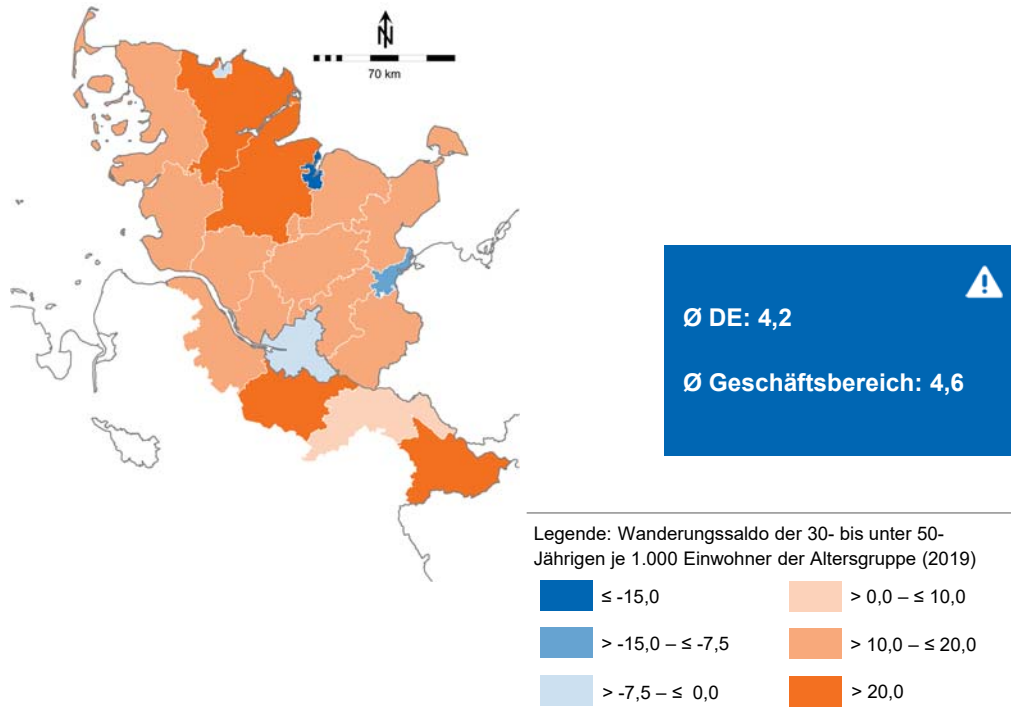 N
70 km
Ø DE: 4,2
Ø Geschäftsbereich: 4,6
Legende: Wanderungssaldo der 30- bis unter 50-
Jährigen je 1.000 Einwohner der Altersgruppe (2019)
≤ -15,0
> 0,0 – ≤ 10,0
> -15,0 – ≤ -7,5
> 10,0 – ≤ 20,0
> -7,5 – ≤ 0,0
> 20,0